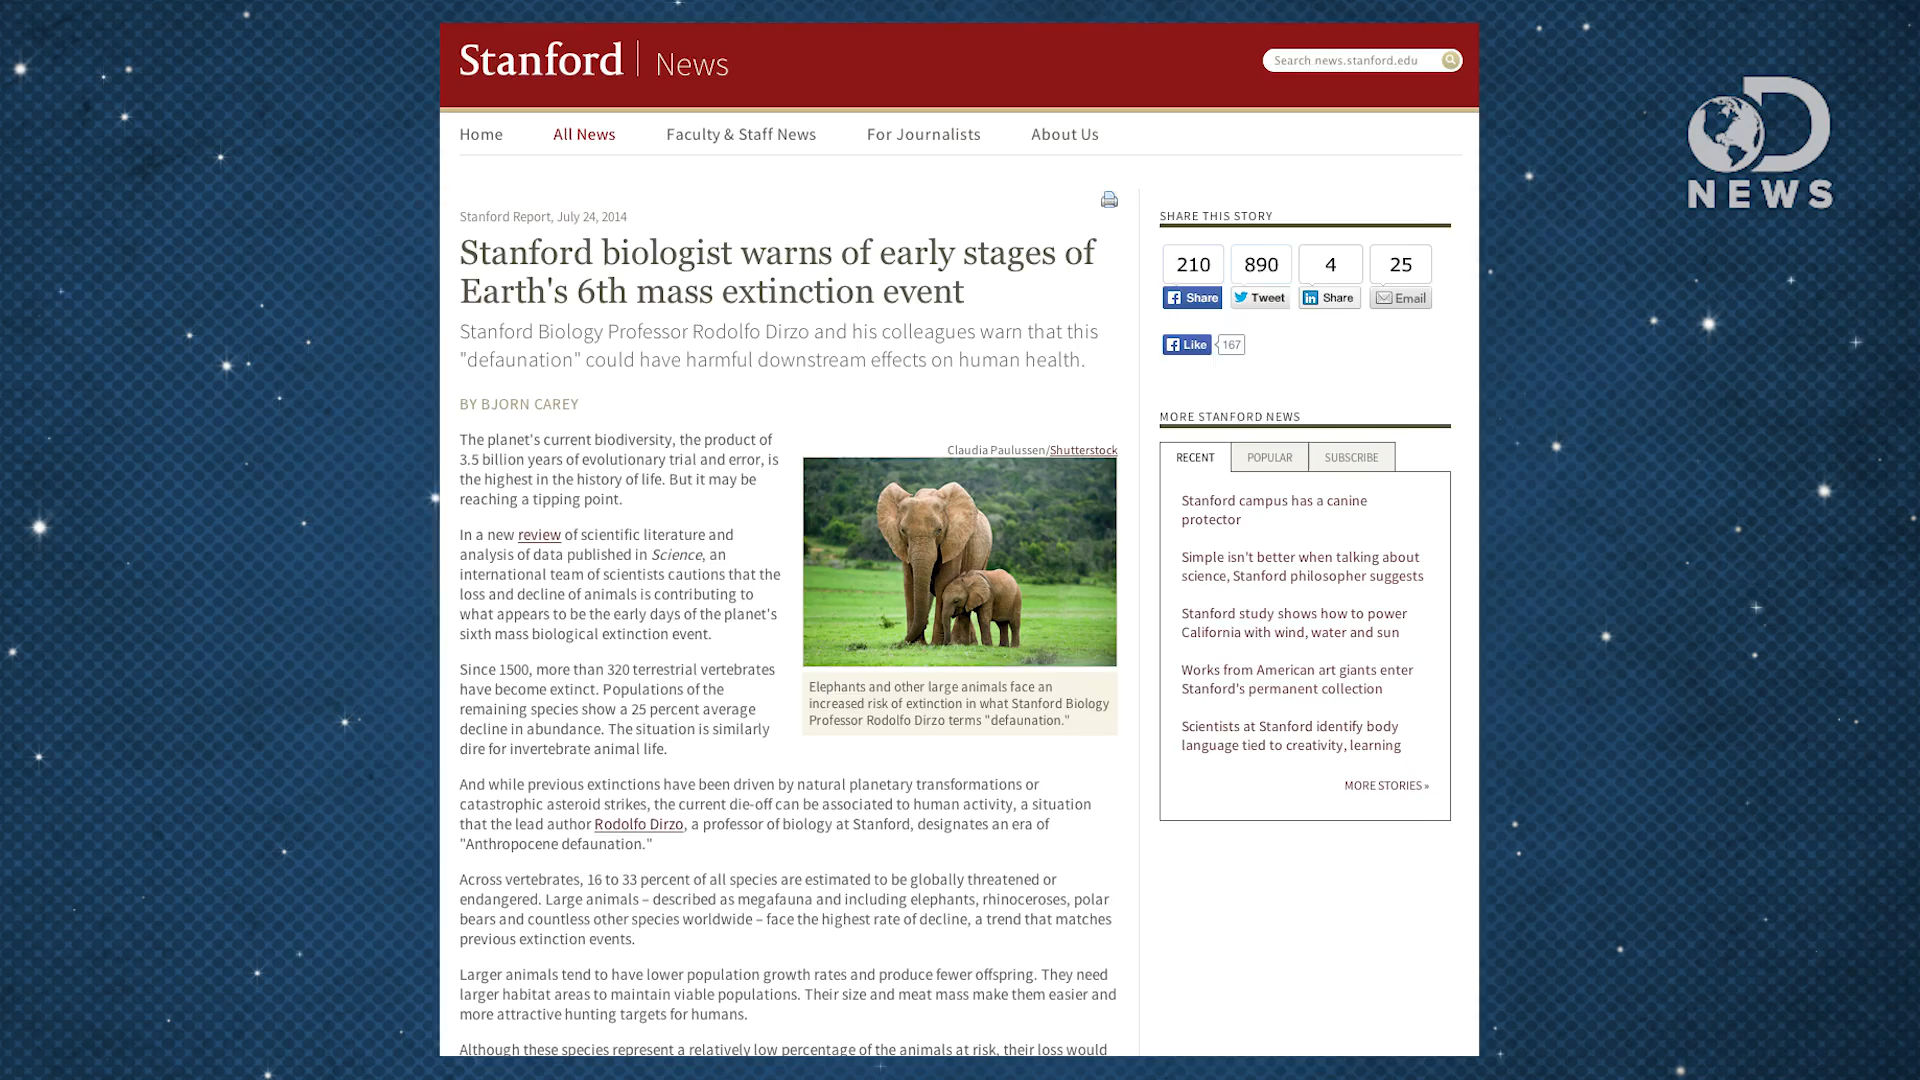 Stanford | News
Search news.stanford.edu
D
NEWS
Home
All News
Faculty & Staff News
For Journalists
About Us
Stanford Report, July 24, 2014
Stanford biologist warns of early stages of
Earth's 6th mass extinction event
Stanford Biology Professor Rodolfo Dirzo and his colleagues warn that this
"defaunation" could have harmful downstream effects on human health.
BY BJORN CAREY
The planet's current biodiversity, the product of
3.5 billion years of evolutionary trial and error, is
the highest in the history of life. But it may be
reaching a tipping point.
In a new review of scientific literature and
analysis of data published in Science, an
international team of scientists cautions that the
loss and decline of animals is contributing to
what appears to be the early days of the planet's
sixth mass biological extinction event.
Since 1500, more than 320 terrestrial vertebrates
have become extinct. Populations of the
remaining species show a 25 percent average
decline in abundance. The situation is similarly
dire for invertebrate animal life.
Claudia Paulussen/Shutterstock
Elephants and other large animals face an
increased risk of extinction in what Stanford Biology
Professor Rodolfo Dirzo terms "defaunation."
And while previous extinctions have been driven by natural planetary transformations or
catastrophic asteroid strikes, the current die-off can be associated to human activity, a situation
that the lead author Rodolfo Dirzo, a professor of biology at Stanford, designates an era of
"Anthropocene defaunation."
Across vertebrates, 16 to 33 percent of all species are estimated to be globally threatened or
endangered. Large animals – described as megafauna and including elephants, rhinoceroses, polar
bears and countless other species worldwide – face the highest rate of decline, a trend that matches
previous extinction events.
Larger animals tend to have lower population growth rates and produce fewer offspring. They need
larger habitat areas to maintain viable populations. Their size and meat mass make them easier and
more attractive hunting targets for humans.
Although these species represent a relatively low percentage of the animals at risk, their loss would
SHARE THIS STORY
210
890
4
25
Share
Tweet
Share
Email
Like
167
MORE STANFORD NEWS
RECENT
POPULAR
SUBSCRIBE
Stanford campus has a canine
protector
Simple isn't better when talking about
science, Stanford philosopher suggests
Stanford study shows how to power
California with wind, water and sun
Works from American art giants enter
Stanford's permanent collection
Scientists at Stanford identify body
language tied to creativity, learning
MORE STORIES »